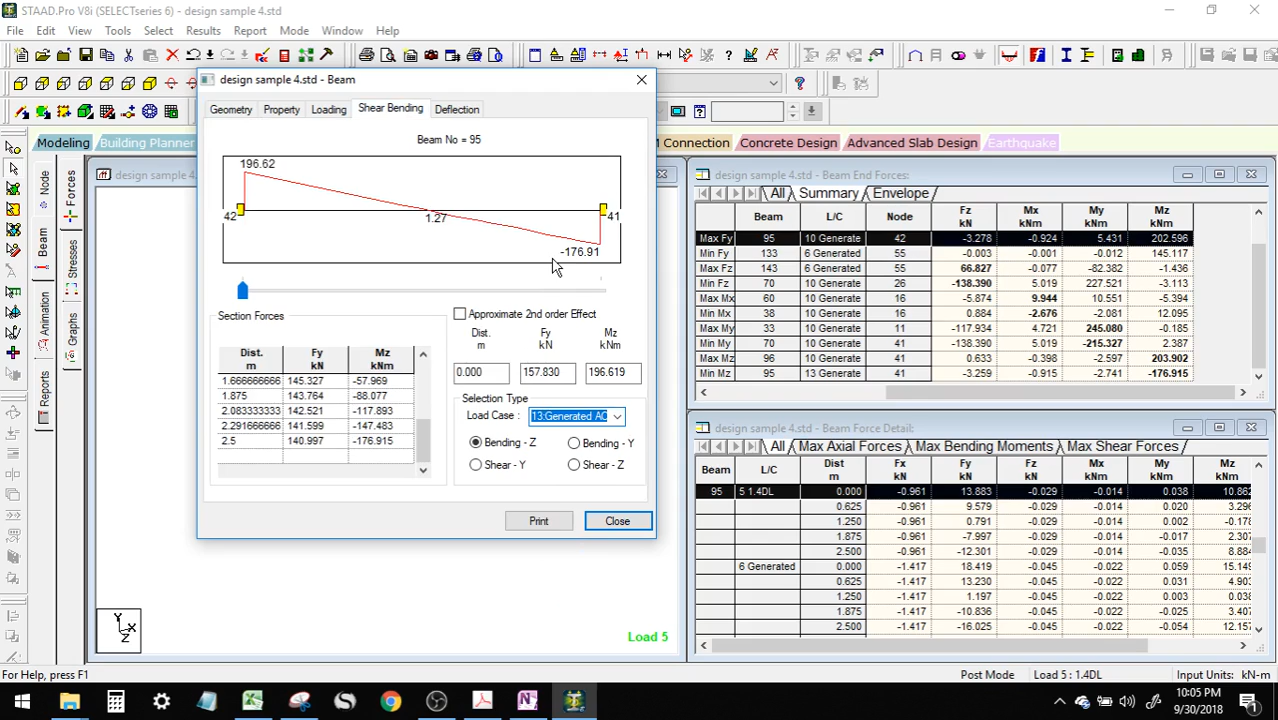 STAAD.Pro V8i (SELECTseries 6) - design sample 4.std
File Edit View Tools Select Results Report Mode Window Help
Modeling Building Planner M Connection Concrete Design Advanced Slab Design Earthquake
design sample 4.std - Beam
Geometry Property Loading Shear Bending Deflection
Beam No = 95
196.62
42 1.27 41
-176.91
Section Forces
Dist. m Fy kN Mz kNm
1.666666666 145.327 -57.969
1.875 143.764 -88.077
2.083333333 142.521 -117.893
2.291666666 141.599 -147.483
2.5 140.997 -176.915
Approximate 2nd order Effect
Dist. m Fy kN Mz kNm
0.000 157.830 196.619
Selection Type
Load Case : 13:Generated AC
Bending - Z Bending - Y
Shear - Y Shear - Z
Print Close
Node
Beam
Animation
Reports
Forces
Stresses
Graphs
design sample 4
Y
X
Z
Load 5
design sample 4.std - Beam End Forces:
All Summary Envelope
Beam L/C Node Fz kN Mx kNm My kNm Mz kNm
Max Fy 95 10 Generate 42 -3.278 -0.924 5.431 202.596
Min Fy 133 6 Generated 55 -0.003 -0.001 -0.012 145.117
Max Fz 143 6 Generated 55 66.827 -0.077 -82.382 -1.436
Min Fz 70 10 Generate 26 -138.390 5.019 227.521 -3.113
Max Mx 60 10 Generate 16 -5.874 9.944 10.551 -5.394
Min Mx 38 10 Generate 16 0.884 -2.676 -2.081 12.095
Max My 33 10 Generate 11 -117.934 4.721 245.080 -0.185
Min My 70 10 Generate 41 -138.390 5.019 -215.327 2.387
Max Mz 96 10 Generate 41 0.633 -0.398 -2.597 203.902
Min Mz 95 13 Generate 41 -3.259 -0.915 -2.741 -176.915
design sample 4.std - Beam Force Detail:
All Max Axial Forces Max Bending Moments Max Shear Forces
Beam L/C Dist m Fx kN Fy kN Fz kN Mx kNm My kNm Mz kNm
95 5 1.4DL 0.000 -0.961 13.883 -0.029 -0.014 0.038 10.862
0.625 -0.961 9.579 -0.029 -0.014 0.020 3.296
1.250 -0.961 0.791 -0.029 -0.014 0.002 -0.178
1.875 -0.961 -7.997 -0.029 -0.014 -0.017 2.307
2.500 -0.961 -12.301 -0.029 -0.014 -0.035 8.884
6 Generated 0.000 -1.417 18.419 -0.045 -0.022 0.059 15.149
0.625 -1.417 13.230 -0.045 -0.022 0.031 4.903
1.250 -1.417 1.197 -0.045 -0.022 0.003 0.038
1.875 -1.417 -10.836 -0.045 -0.022 -0.025 3.407
2.500 -1.417 -16.025 -0.045 -0.022 -0.054 12.157
For Help, press F1 Post Mode Load 5 : 1.4DL Input Units: kN-m
10:05 PM
9/30/2018